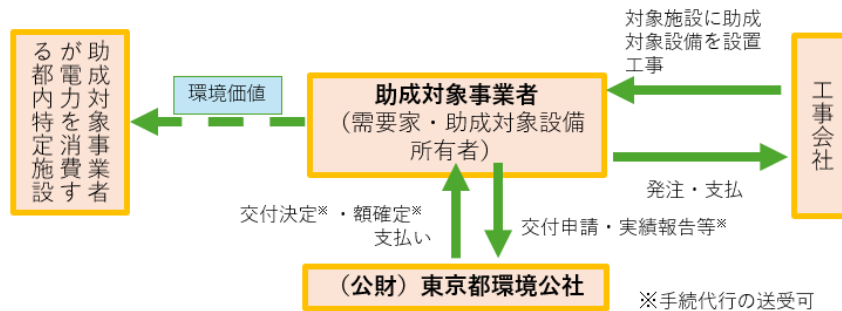 助成対象事業者
が電力を消費す
る都内特定施設
環境価値
助成対象事業者
（需要家・助成対象設備
所有者）
対象施設に助成
対象設備を設置
工事
工事会社
発注・支払
交付決定※・額確定※
支払い
交付申請・実績報告等※
（公財）東京都環境公社
※手続代行の送受可